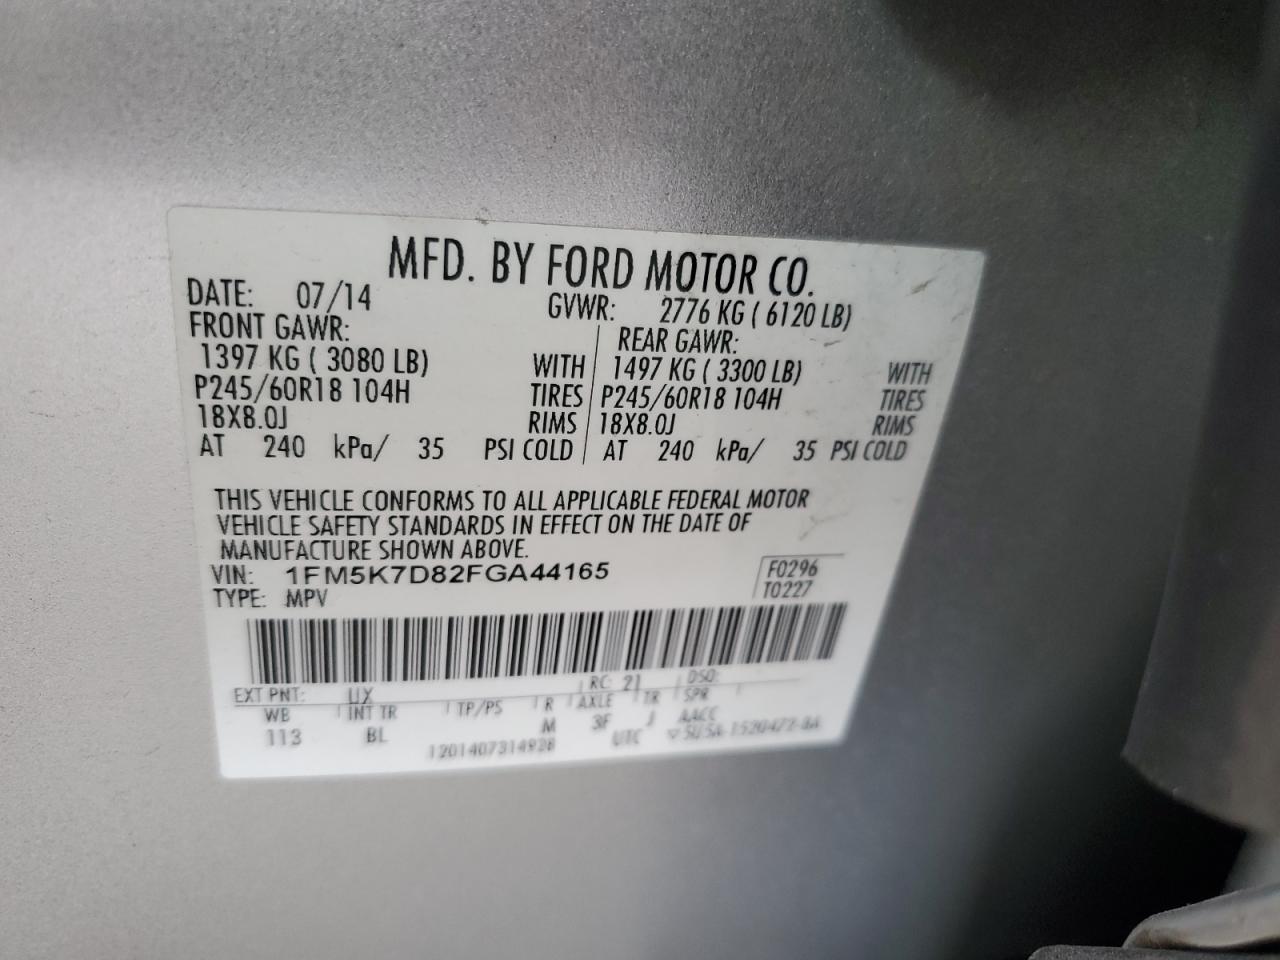 MFD. BY FORD MOTOR CO.
DATE: 07/14 GVWR: 2776 KG ( 6120 LB)
FRONT GAWR: REAR GAWR:
1397 KG ( 3080 LB) WITH 1497 KG ( 3300 LB) WITH
P245/60R18 104H TIRES P245/60R18 104H TIRES
18X8.0J RIMS 18X8.0J RIMS
AT 240 kPa/ 35 PSI COLD AT 240 kPa/ 35 PSI COLD
THIS VEHICLE CONFORMS TO ALL APPLICABLE FEDERAL MOTOR
VEHICLE SAFETY STANDARDS IN EFFECT ON THE DATE OF
MANUFACTURE SHOWN ABOVE.
VIN: 1FM5K7D82FGA44165 F0296
TYPE: MPV T0227
EXT PNT: UX RC: 21 DSO:
WB INT TR TP/PS R AXLE TR SPR
113 BL M 3F J AACC
1201407314928 UTC